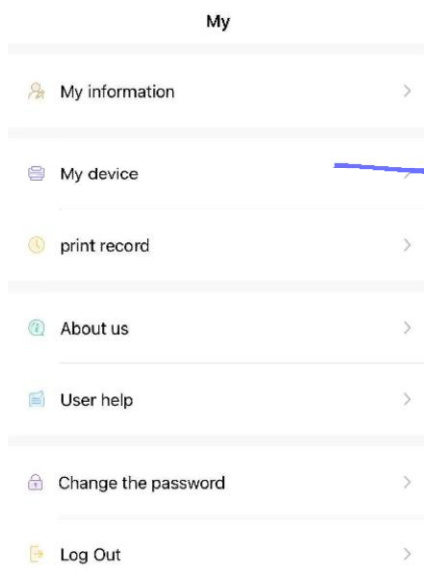 My
My information
My device
print record
About us
User help
Change the password
Log Out